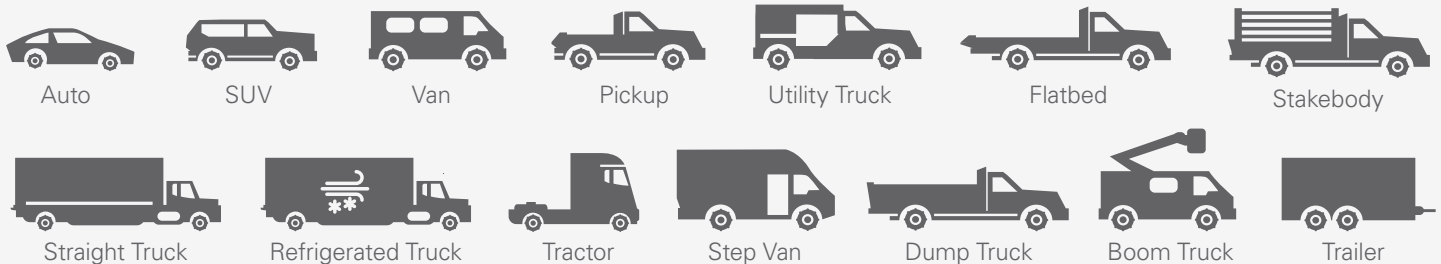 Auto SUV Van Pickup Utility Truck Flatbed Stakebody
Straight Truck Refrigerated Truck Tractor Step Van Dump Truck Boom Truck Trailer